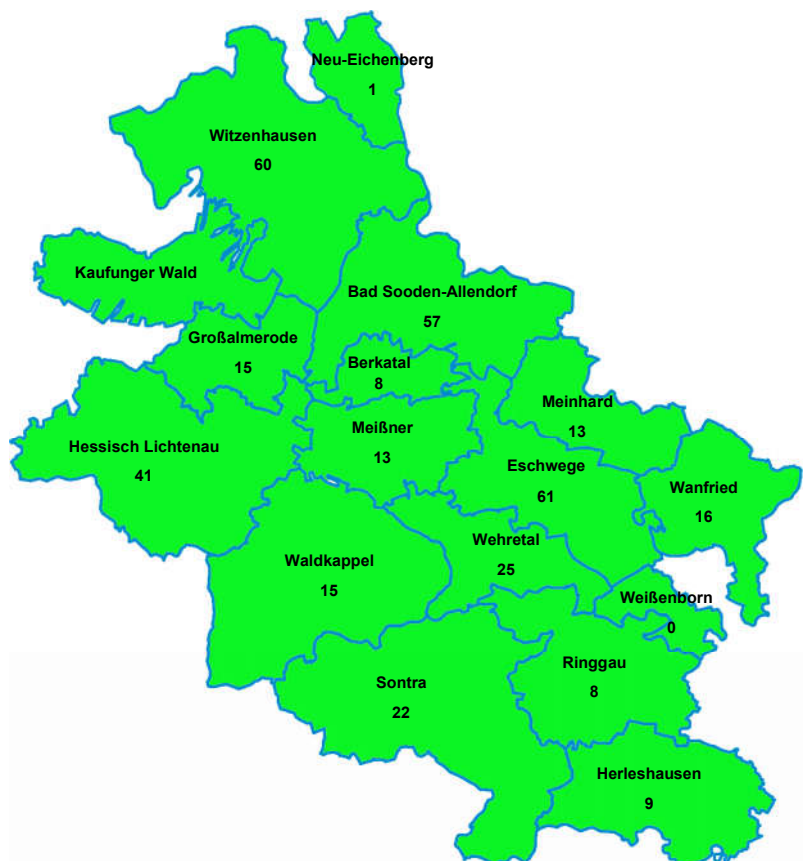 Neu-Eichenberg
1
Witzenhausen
60
Kaufunger Wald
Bad Sooden-Allendorf
57
Großalmerode
15
Berkatal
8
Meinhard
13
Meißner
13
Hessisch Lichtenau
41
Eschwege
61
Wanfried
16
Wehretal
25
Waldkappel
15
Weißenborn
0
Ringgau
8
Sontra
22
Herleshausen
9